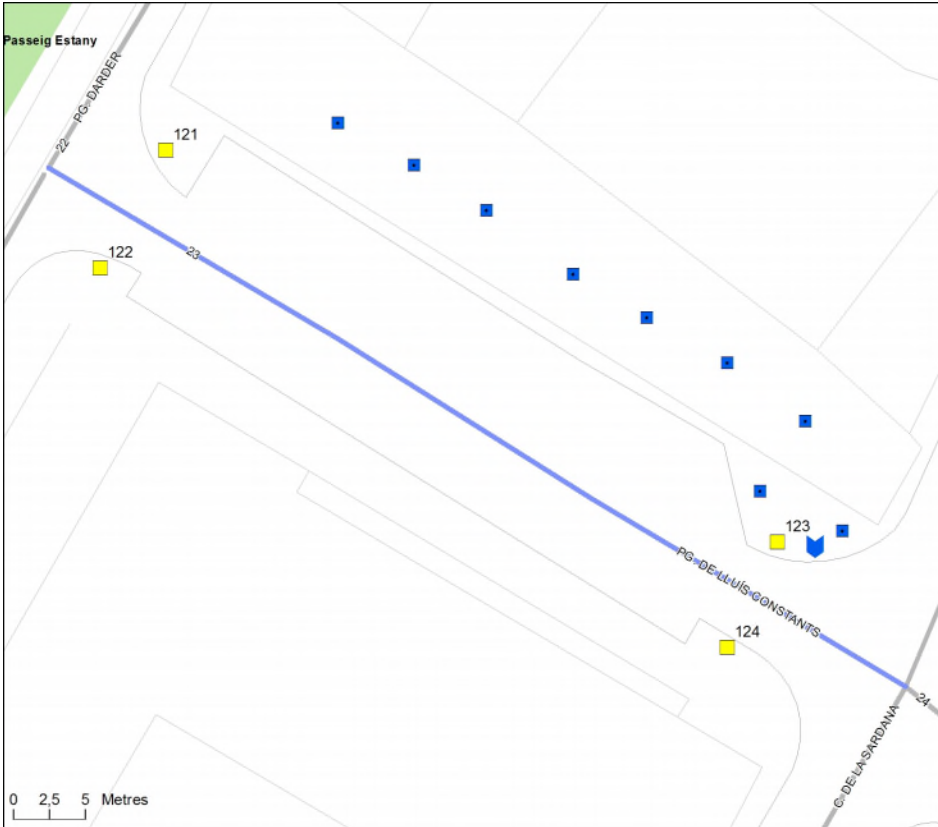 Passeig Estany
PG. DARDER
22
121
122
23
123
PG. DE LLUÍS CONSTANTS
124
24
C. DE LA SARDANA
0 2,5 5 Metres